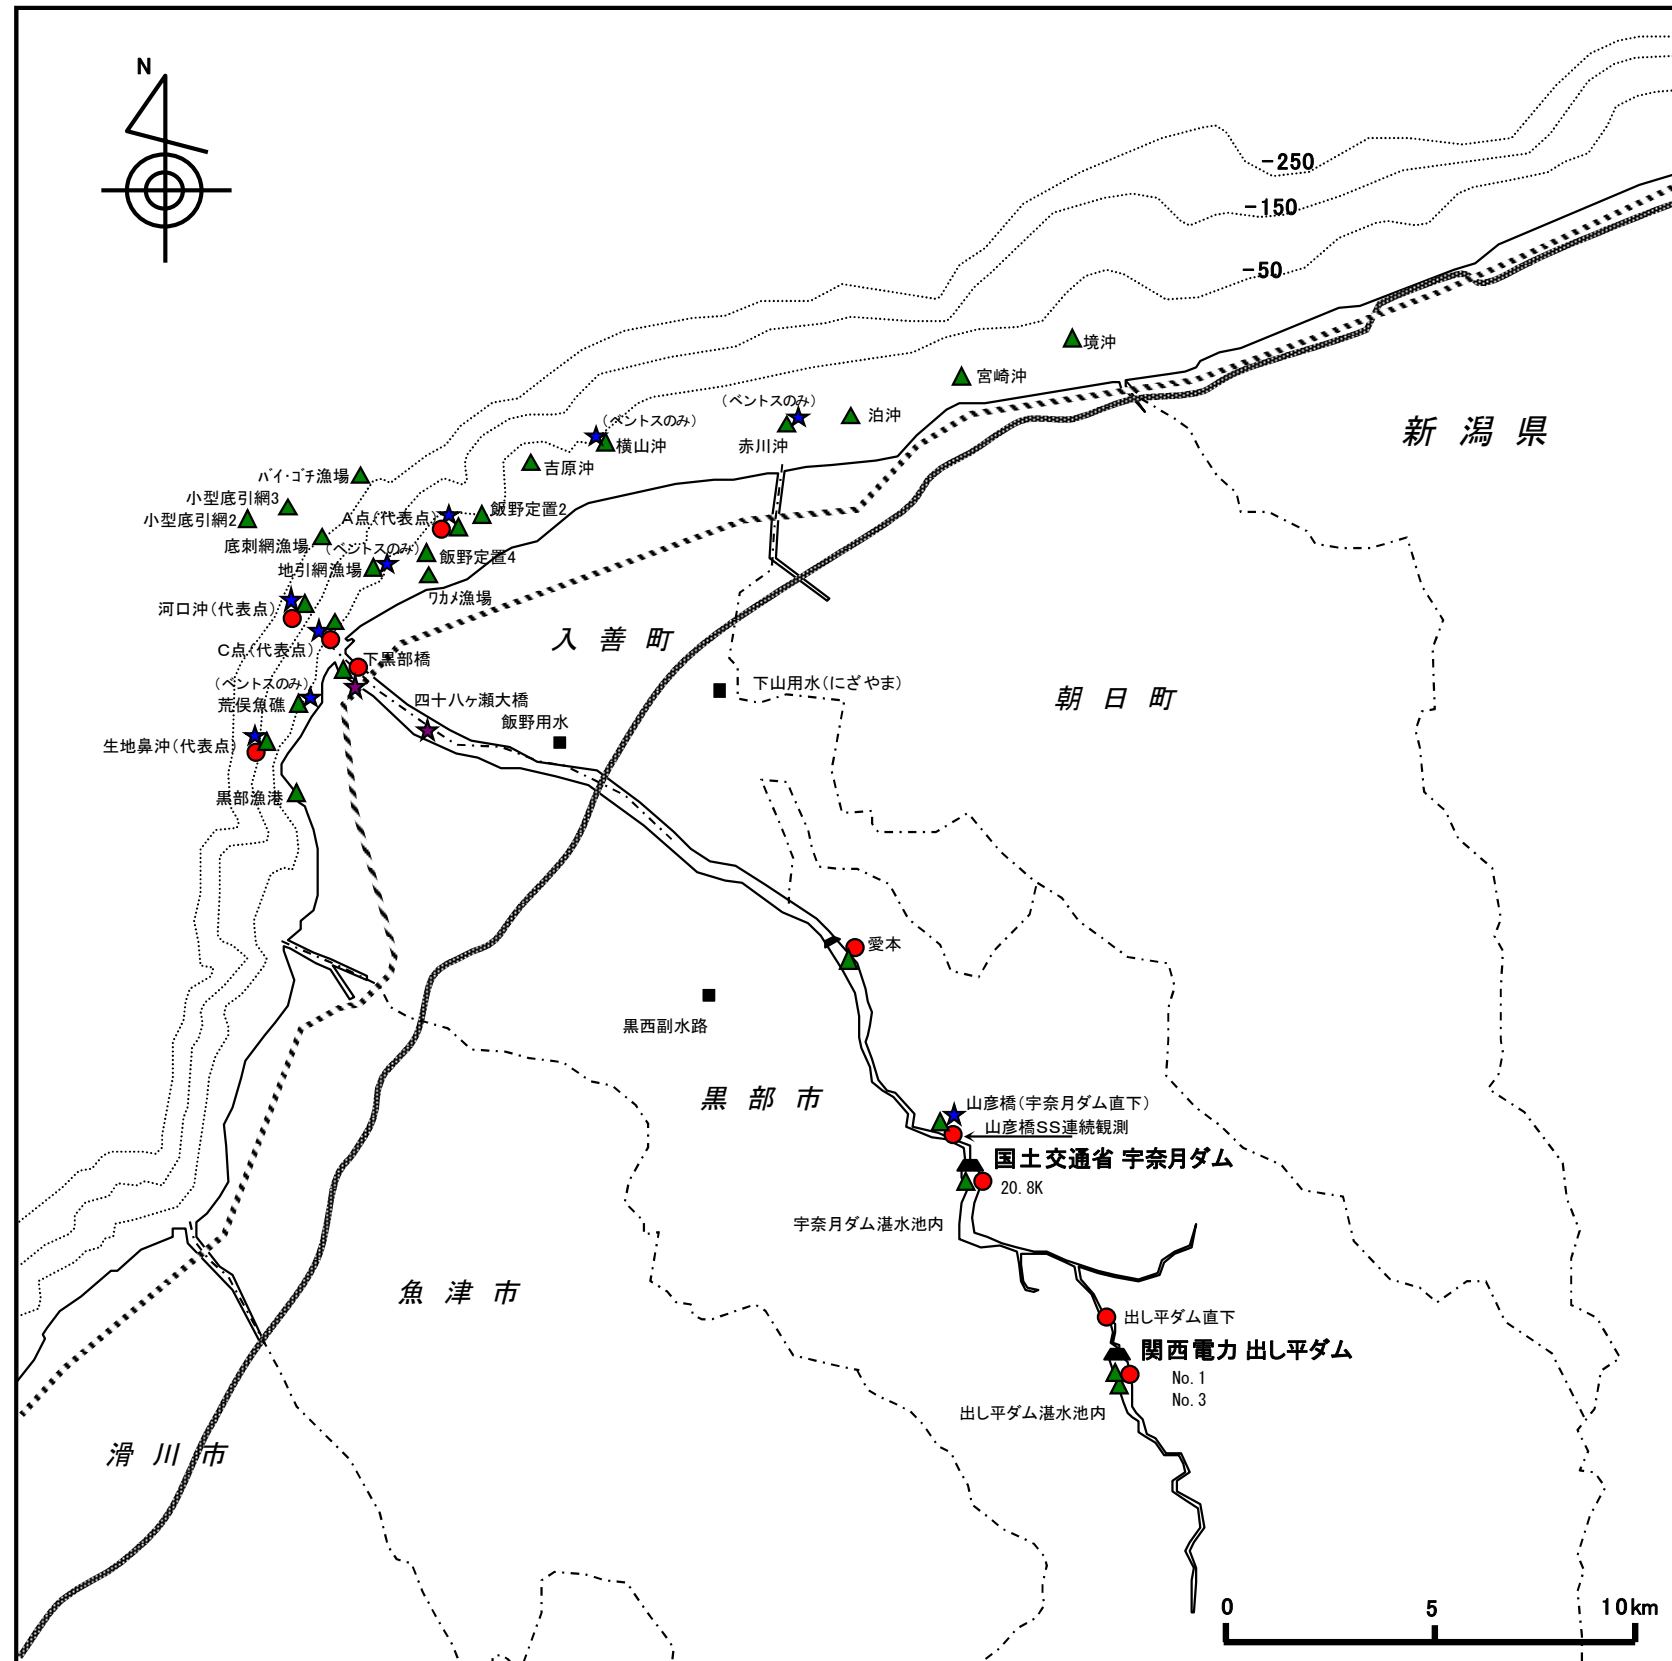 N
-250
-150
-50
境沖
宮崎沖
(ベントスのみ)
泊沖
赤川沖
新潟県
(ベントスのみ)
横山沖
吉原沖
ﾊﾞｲ・ｺﾞﾁ漁場
小型底引網3
小型底引網2
A点(代表点)
飯野定置2
底刺網漁場
(ベントスのみ)
飯野定置4
地引網漁場
ﾜｶﾒ漁場
河口沖(代表点)
C点(代表点)
下黒部橋
入善町
(ベントスのみ)
荒俣魚礁
四十八ヶ瀬大橋
下山用水(にざやま)
朝日町
飯野用水
生地鼻沖(代表点)
黒部漁港
愛本
黒西副水路
黒部市
山彦橋(宇奈月ダム直下)
山彦橋SS連続観測
国土交通省 宇奈月ダム
20.8K
宇奈月ダム湛水池内
魚津市
出し平ダム直下
関西電力 出し平ダム
No.1
No.3
出し平ダム湛水池内
滑川市
0 5 10km